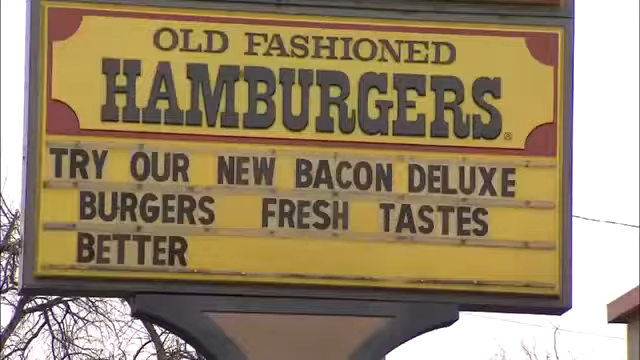 OLD FASHIONED
HAMBURGERS®
TRY OUR NEW BACON DELUXE
BURGERS FRESH TASTES
BETTER